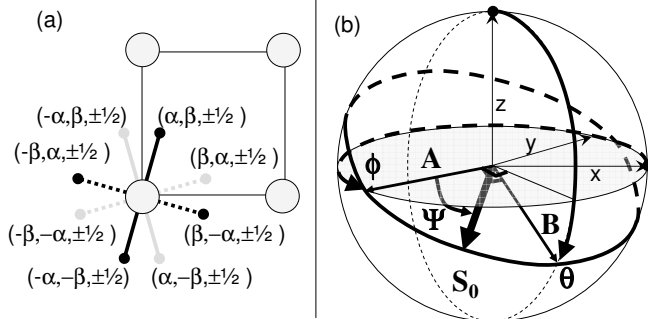 (a)
(-α,β,±½ )
(α,β,±½ )
(-β,α,±½ )
(β,α,±½ )
(-β,−α,±½ )
(β,−α,±½ )
(-α,−β,±½)
(α,−β,±½ )
(b)
z
y
x
ϕ
A
B
Ψ
S₀
θ